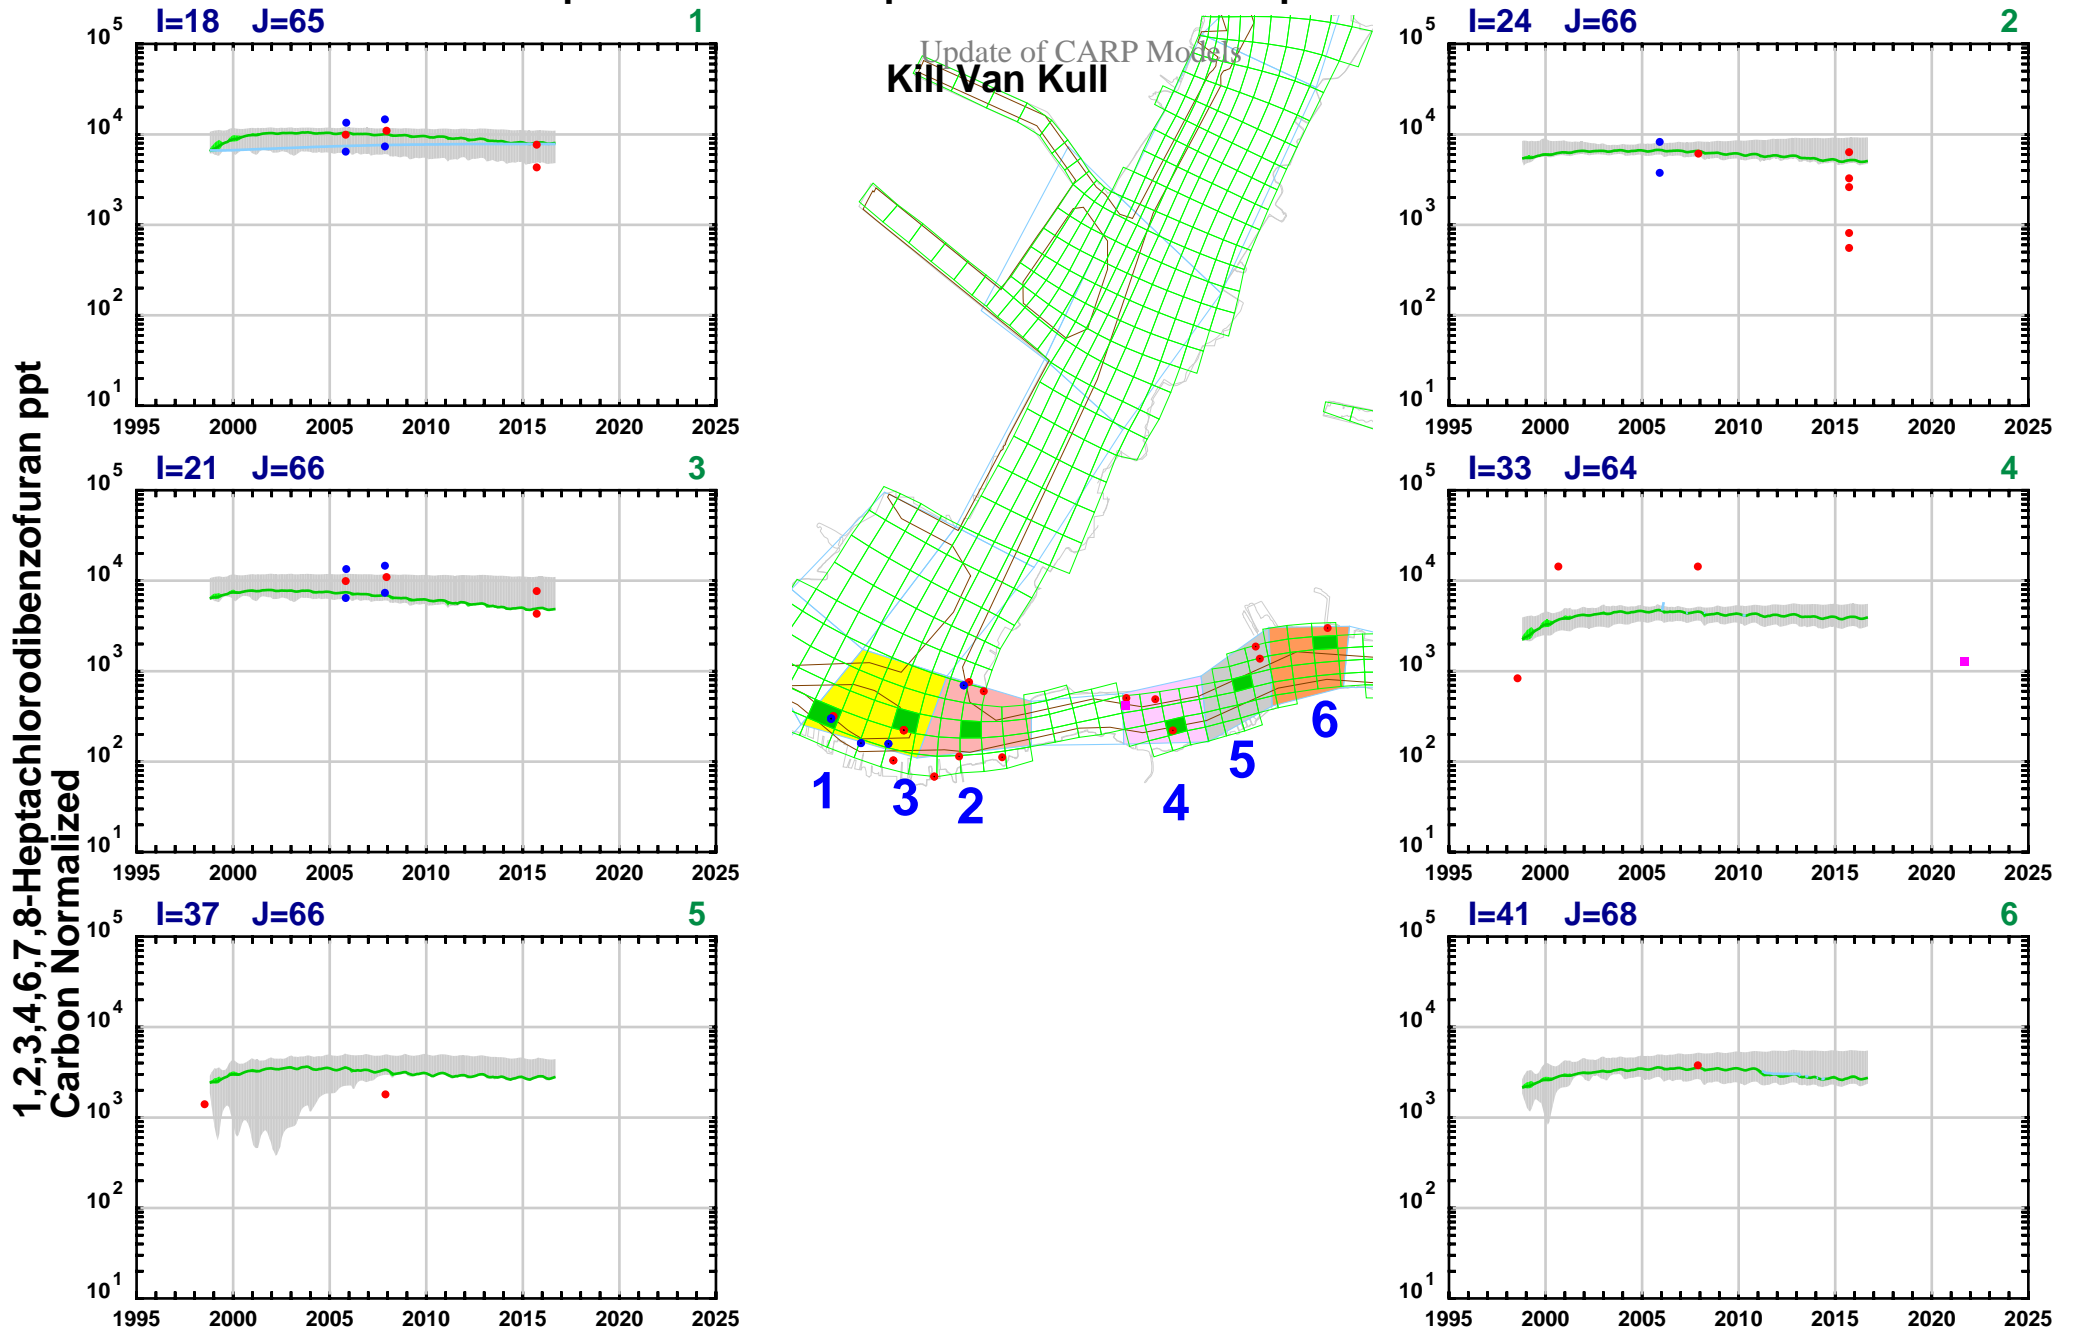 I=18 J=65 1
10^5
10^4
10^3
10^2
10^1
1995 2000 2005 2010 2015 2020 2025
Update of CARP Models
Kill Van Kull
I=24 J=66 2
10^5
10^4
10^3
10^2
10^1
1995 2000 2005 2010 2015 2020 2025
I=21 J=66 3
10^5
10^4
10^3
10^2
10^1
1995 2000 2005 2010 2015 2020 2025
I=33 J=64 4
10^5
10^4
10^3
10^2
10^1
1995 2000 2005 2010 2015 2020 2025
1 3 2 4 5 6
I=37 J=66 5
10^5
10^4
10^3
10^2
10^1
1995 2000 2005 2010 2015 2020 2025
I=41 J=68 6
10^5
10^4
10^3
10^2
10^1
1995 2000 2005 2010 2015 2020 2025
1,2,3,4,6,7,8-Heptachlorodibenzofuran ppt
Carbon Normalized